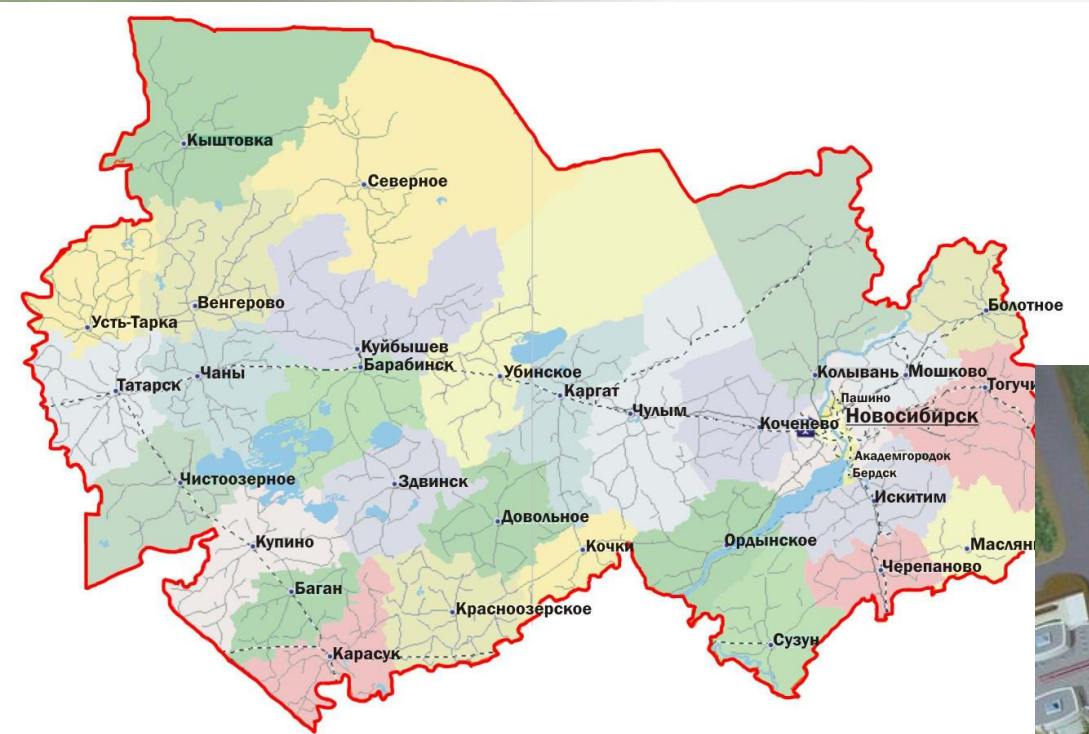 Кыштовка
Северное
Венгерово
Усть-Тарка
Болотное
Куйбышев
Барабинск
Чаны
Убинское
Татарск
Каргат
Колывань
Мошково
Тогучи
Пашино
Чулым
Новосибирск
Коченево
Академгородок
Бердск
Чистоозерное
Здвинск
Искитим
Довольное
Купино
Кочки
Ордынское
Маслян
Черепаново
Баган
Красноозерское
Сузун
Карасук